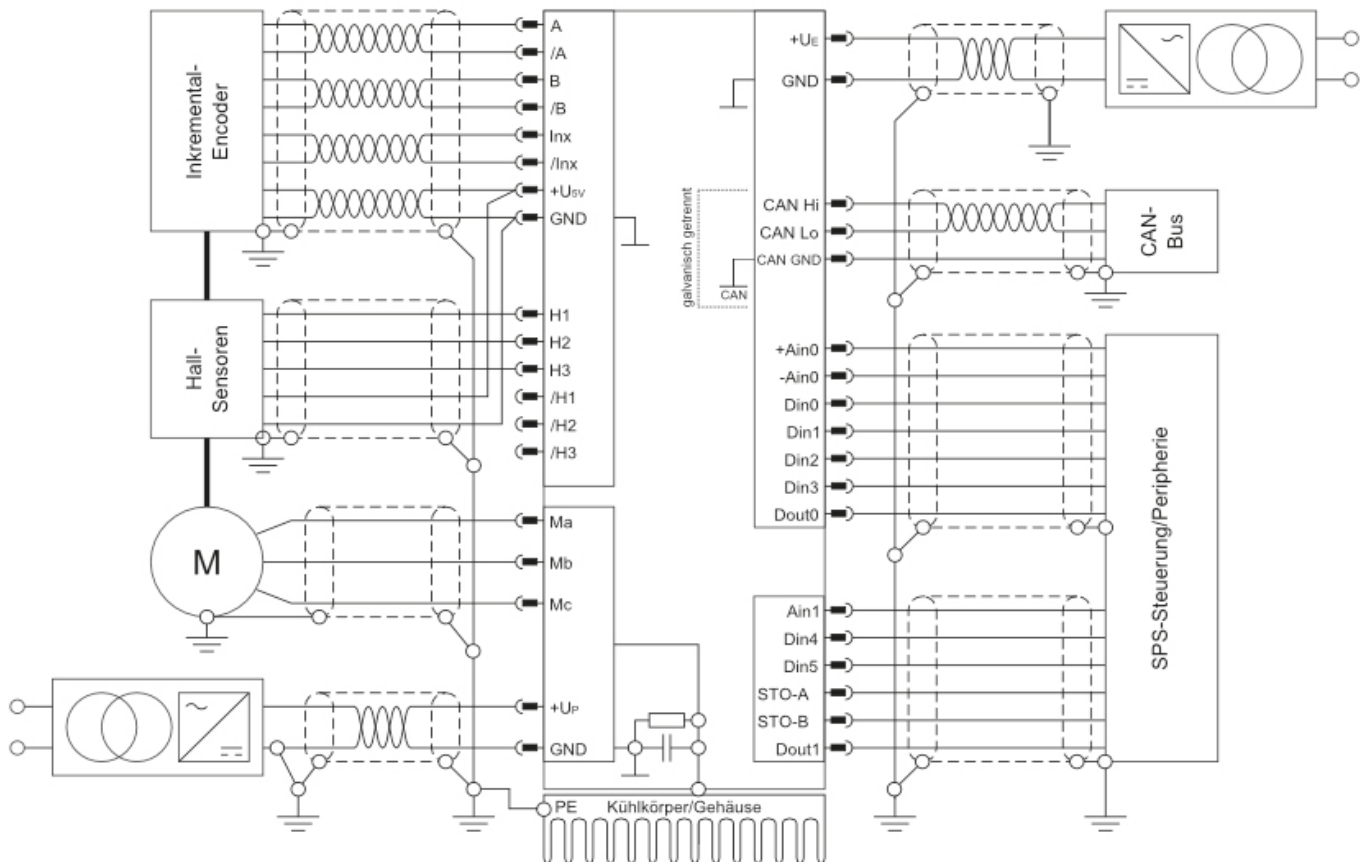 Inkremental-
Encoder
A
/A
B
/B
Inx
/Inx
+U5V
GND
Hall-
Sensoren
H1
H2
H3
/H1
/H2
/H3
M
Ma
Mb
Mc
+UP
GND
PE
Kühlkörper/Gehäuse
+UE
GND
galvanisch getrennt
CAN Hi
CAN Lo
CAN GND
CAN
CAN-
Bus
+Ain0
-Ain0
Din0
Din1
Din2
Din3
Dout0
Ain1
Din4
Din5
STO-A
STO-B
Dout1
SPS-Steuerung/Peripherie